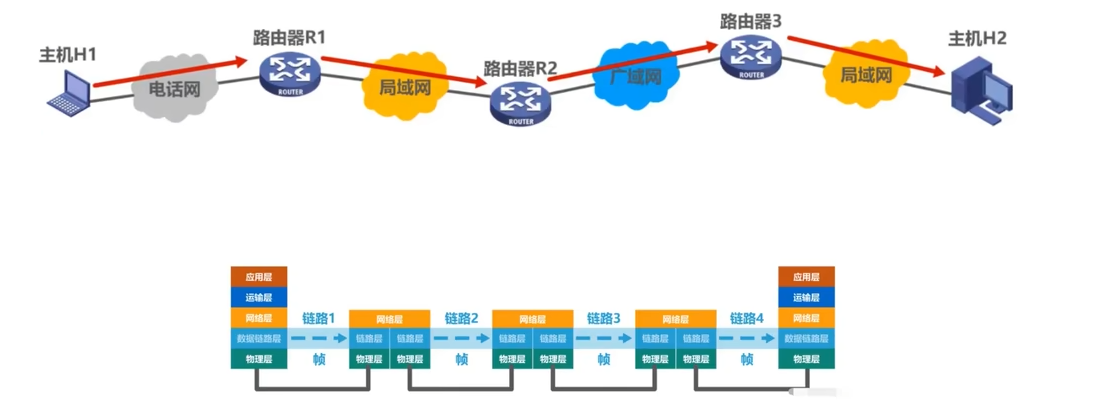 主机H1
电话网
路由器R1
ROUTER
局域网
路由器R2
ROUTER
广域网
路由器3
ROUTER
局域网
主机H2
应用层
运输层
网络层
数据链路层
物理层
链路1
帧
网络层
链路层 链路层
物理层 物理层
链路2
帧
网络层
链路层 链路层
物理层 物理层
链路3
帧
网络层
链路层 链路层
物理层 物理层
链路4
帧
应用层
运输层
网络层
数据链路层
物理层